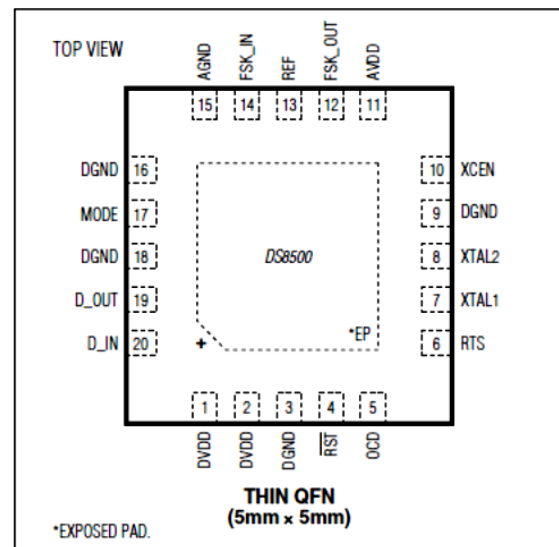 TOP VIEW
AGND
FSK_IN
REF
FSK_OUT
AVDD
15 14 13 12 11
DGND 16
MODE 17
DGND 18
D_OUT 19
D_IN 20
DS8500
*EP
+
10 XCEN
9 DGND
8 XTAL2
7 XTAL1
6 RTS
1 2 3 4 5
DVDD
DVDD
DGND
RST
OCD
THIN QFN
(5mm × 5mm)
*EXPOSED PAD.